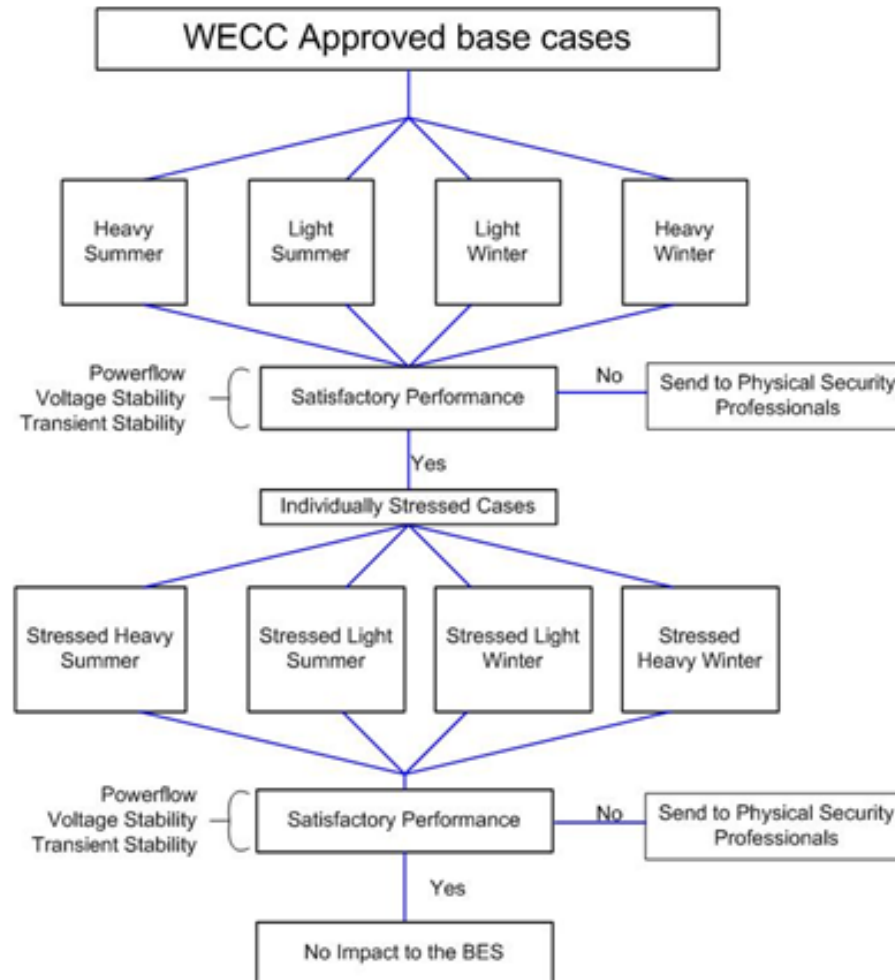 WECC Approved base cases
Heavy
Summer
Light
Summer
Light
Winter
Heavy
Winter
Powerflow
Voltage Stability
Transient Stability
Satisfactory Performance
No
Send to Physical Security
Professionals
Yes
Individually Stressed Cases
Stressed Heavy
Summer
Stressed Light
Summer
Stressed Light
Winter
Stressed
Heavy Winter
Powerflow
Voltage Stability
Transient Stability
Satisfactory Performance
No
Send to Physical Security
Professionals
Yes
No Impact to the BES